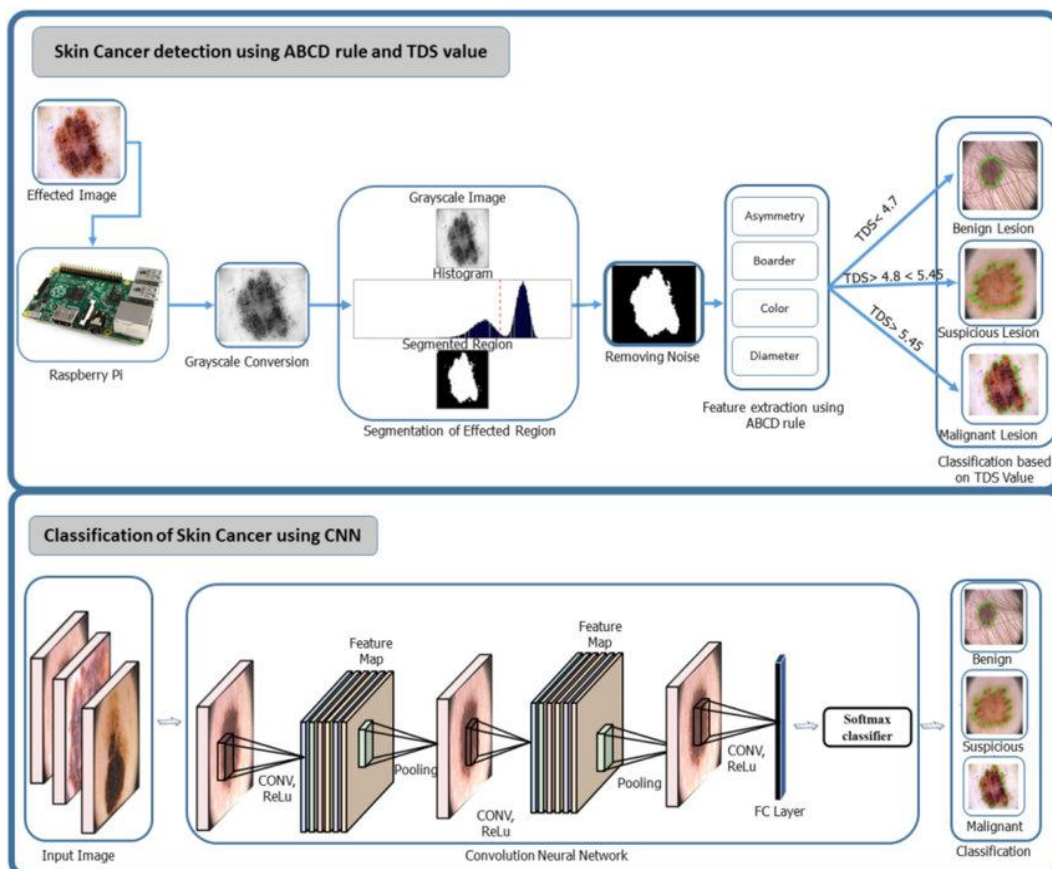 Skin Cancer detection using ABCD rule and TDS value
Effected Image
Raspberry Pi
Grayscale Conversion
Grayscale Image
Histogram
Segmented Region
Segmentation of Effected Region
Removing Noise
Asymmetry
Boarder
Color
Diameter
Feature extraction using
ABCD rule
TDS< 4.7
TDS> 4.8 < 5.45
TDS> 5.45
Benign Lesion
Suspicious Lesion
Malignant Lesion
Classification based
on TDS Value
Classification of Skin Cancer using CNN
Input Image
CONV,
ReLu
Feature
Map
Pooling
CONV,
ReLu
Feature
Map
Pooling
CONV,
ReLu
FC Layer
Convolution Neural Network
Softmax
classifier
Benign
Suspicious
Malignant
Classification